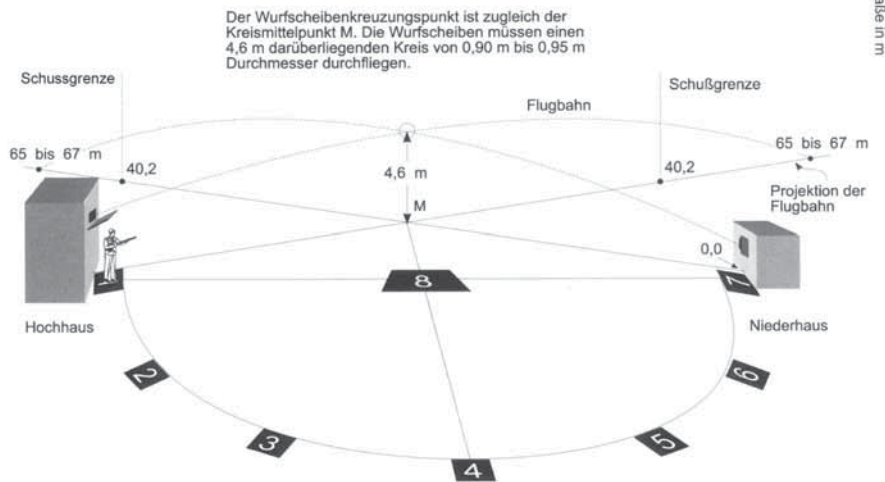 Der Wurfscheibenkreuzungspunkt ist zugleich der
Kreismittelpunkt M. Die Wurfscheiben müssen einen
4,6 m darüberliegenden Kreis von 0,90 m bis 0,95 m
Durchmesser durchfliegen.
Schussgrenze
Flugbahn
Schußgrenze
65 bis 67 m
40,2
4,6 m
M
40,2
65 bis 67 m
Projektion der
Flugbahn
0,0
1
8
7
Hochhaus
Niederhaus
2
6
3
5
4